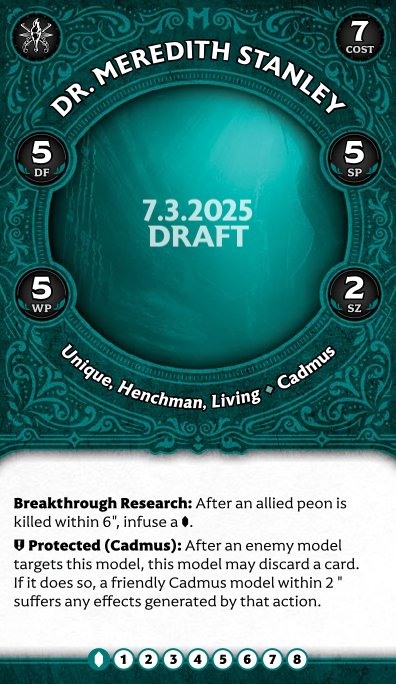 7
COST
DR. MEREDITH STANLEY
5
DF
5
SP
7.3.2025
DRAFT
5
WP
2
SZ
Unique, Henchman, Living ⬥ Cadmus
Breakthrough Research: After an allied peon is
killed within 6", infuse a ⬮.
Protected (Cadmus): After an enemy model
targets this model, this model may discard a card.
If it does so, a friendly Cadmus model within 2 "
suffers any effects generated by that action.
1 2 3 4 5 6 7 8